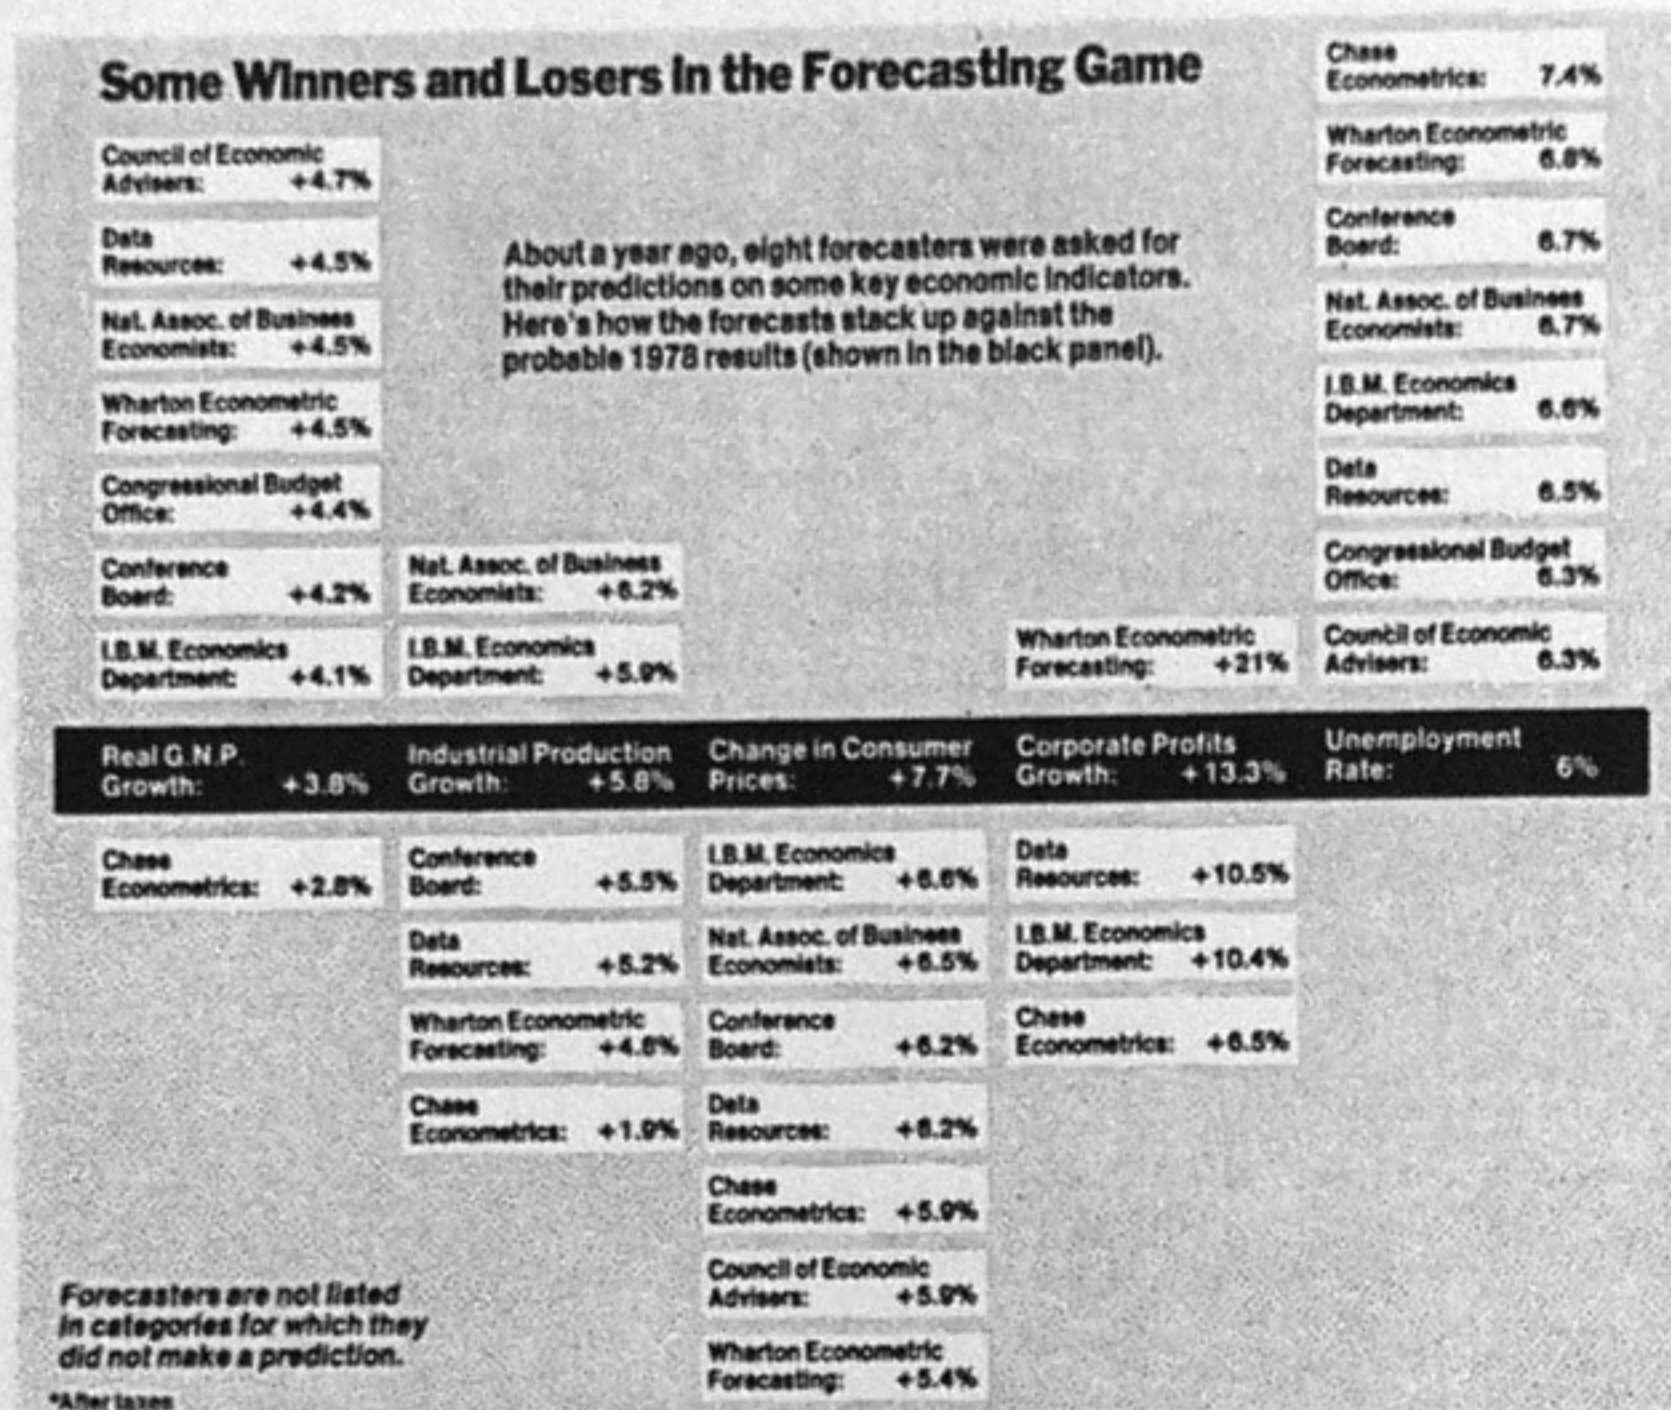 Some Winners and Losers in the Forecasting Game
Council of Economic
Advisers: +4.7%
Data
Resources: +4.5%
Nat. Assoc. of Business
Economists: +4.5%
Wharton Econometric
Forecasting: +4.5%
Congressional Budget
Office: +4.4%
Conference
Board: +4.2%
I.B.M. Economics
Department: +4.1%
Nat. Assoc. of Business
Economists: +6.2%
I.B.M. Economics
Department: +5.9%
About a year ago, eight forecasters were asked for
their predictions on some key economic indicators.
Here's how the forecasts stack up against the
probable 1978 results (shown in the black panel).
Wharton Econometric
Forecasting: +21%
Chase
Econometrics: 7.4%
Wharton Econometric
Forecasting: 6.8%
Conference
Board: 6.7%
Nat. Assoc. of Business
Economists: 6.7%
I.B.M. Economics
Department: 6.6%
Data
Resources: 6.5%
Congressional Budget
Office: 6.3%
Council of Economic
Advisers: 6.3%
Real G.N.P.
Growth: +3.8%
Industrial Production
Growth: +5.8%
Change in Consumer
Prices: +7.7%
Corporate Profits
Growth: +13.3%
Unemployment
Rate: 6%
Chase
Econometrics: +2.8%
Conference
Board: +5.5%
Data
Resources: +5.2%
Wharton Econometric
Forecasting: +4.8%
Chase
Econometrics: +1.9%
I.B.M. Economics
Department: +6.6%
Nat. Assoc. of Business
Economists: +6.5%
Conference
Board: +6.2%
Data
Resources: +6.2%
Chase
Econometrics: +5.9%
Council of Economic
Advisers: +5.9%
Wharton Econometric
Forecasting: +5.4%
Data
Resources: +10.5%
I.B.M. Economics
Department: +10.4%
Chase
Econometrics: +6.5%
Forecasters are not listed
in categories for which they
did not make a prediction.
*After taxes